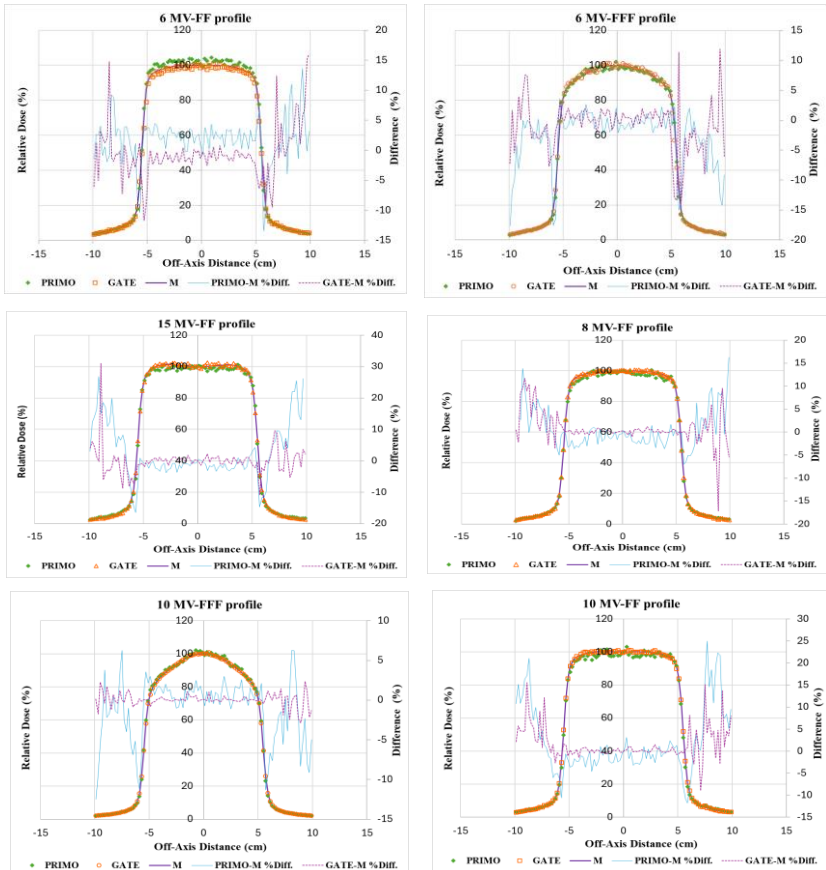 6 MV-FF profile
Relative Dose (%)
120
100
80
60
40
20
0
20
15
10
5
0
-5
-10
-15
Difference (%)
-15 -10 -5 0 5 10 15
Off-Axis Distance (cm)
PRIMO GATE M PRIMO-M %Diff. GATE-M %Diff.
6 MV-FFF profile
Relative Dose (%)
120
100
80
60
40
20
0
15
10
5
0
-5
-10
-15
-20
Difference (%)
-15 -10 -5 0 5 10 15
Off-Axis Distance (cm)
PRIMO GATE M PRIMO-M %Diff. GATE-M %Diff.
15 MV-FF profile
Relative Dose (%)
120
100
80
60
40
20
0
40
30
20
10
0
-10
-20
Difference (%)
-15 -10 -5 0 5 10 15
Off-Axis Distance (cm)
PRIMO GATE M PRIMO-M %Diff. GATE-M %Diff.
8 MV-FF profile
Relative Dose (%)
120
100
80
60
40
20
0
20
15
10
5
0
-5
-10
-15
-20
Difference (%)
-15 -10 -5 0 5 10 15
Off-Axis Distance (cm)
PRIMO GATE M PRIMO-M %Diff. GATE-M %Diff.
10 MV-FFF profile
Relative Dose (%)
120
100
80
60
40
20
0
10
5
0
-5
-10
-15
Difference (%)
-15 -10 -5 0 5 10 15
Off-Axis Distance (cm)
PRIMO GATE M PRIMO-M %Diff. GATE-M %Diff.
10 MV-FF profile
Relative Dose (%)
120
100
80
60
40
20
0
30
25
20
15
10
5
0
-5
-10
-15
Difference (%)
-15 -10 -5 0 5 10 15
Off-Axis Distance (cm)
PRIMO GATE M PRIMO-M %Diff. GATE-M %Diff.